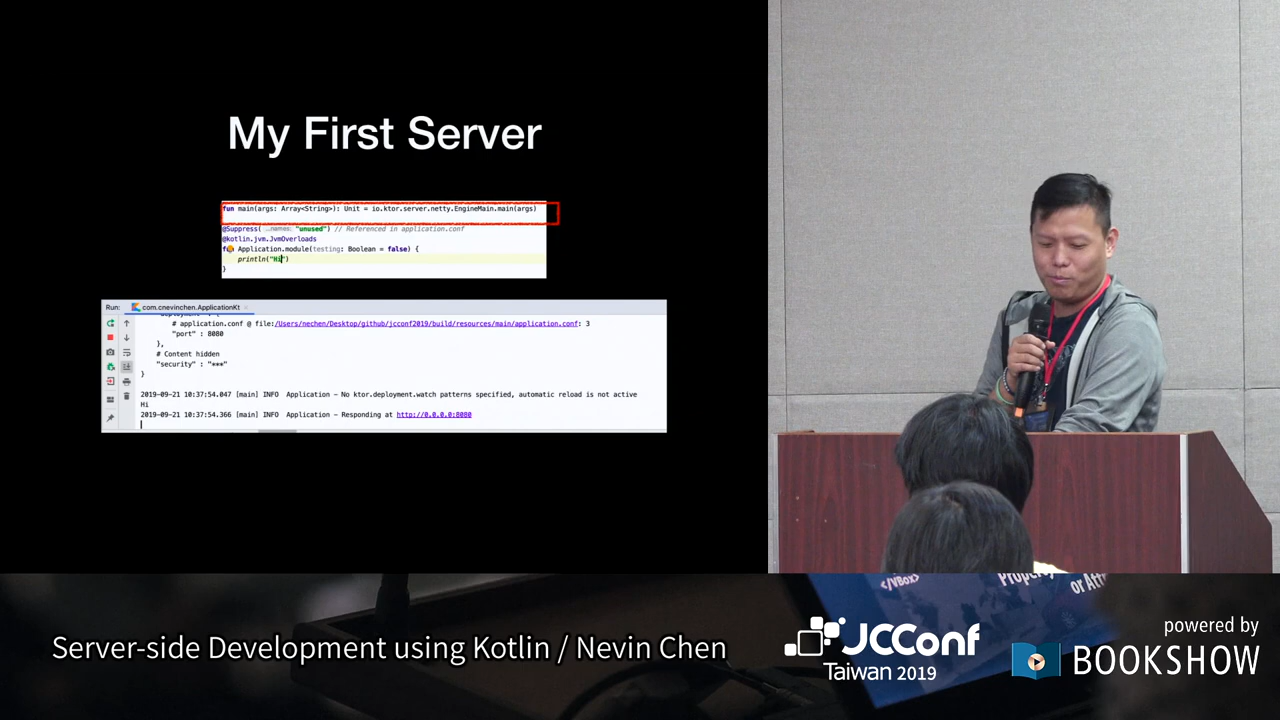 My First Server
fun main(args: Array<String>): Unit = io.ktor.server.netty.EngineMain.main(args)
@Suppress( ...names: "unused") // Referenced in application.conf
@kotlin.jvm.JvmOverloads
fun Application.module(testing: Boolean = false) {
println("Hi")
}
Run: com.cnevinchen.ApplicationKt
# application.conf @ file:/Users/nechen/Desktop/github/jcconf2019/build/resources/main/application.conf: 3
"port" : 8080
},
# Content hidden
"security" : "***"
}
2019-09-21 10:37:54.047 [main] INFO Application - No ktor.deployment.watch patterns specified, automatic reload is not active
Hi
2019-09-21 10:37:54.366 [main] INFO Application - Responding at http://0.0.0.0:8080
</VBox>
or
Server-side Development using Kotlin / Nevin Chen
JCConf
Taiwan 2019
powered by
BOOKSHOW